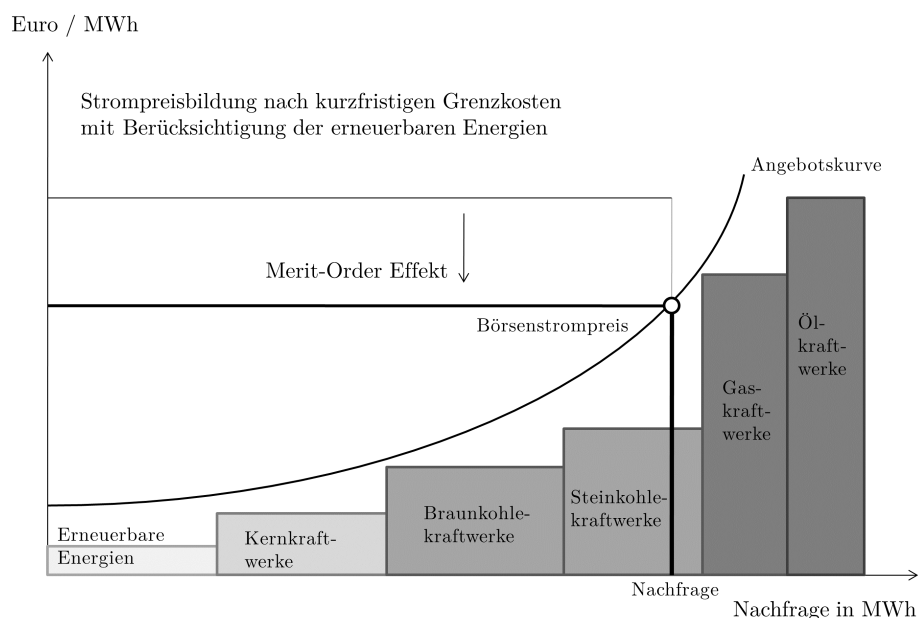 Euro / MWh
Strompreisbildung nach kurzfristigen Grenzkosten
mit Berücksichtigung der erneuerbaren Energien
Angebotskurve
Merit-Order Effekt
Börsenstrompreis
Öl-
kraft-
werke
Gas-
kraft-
werke
Steinkohle-
kraftwerke
Braunkohle-
kraftwerke
Kernkraft-
werke
Erneuerbare
Energien
Nachfrage
Nachfrage in MWh